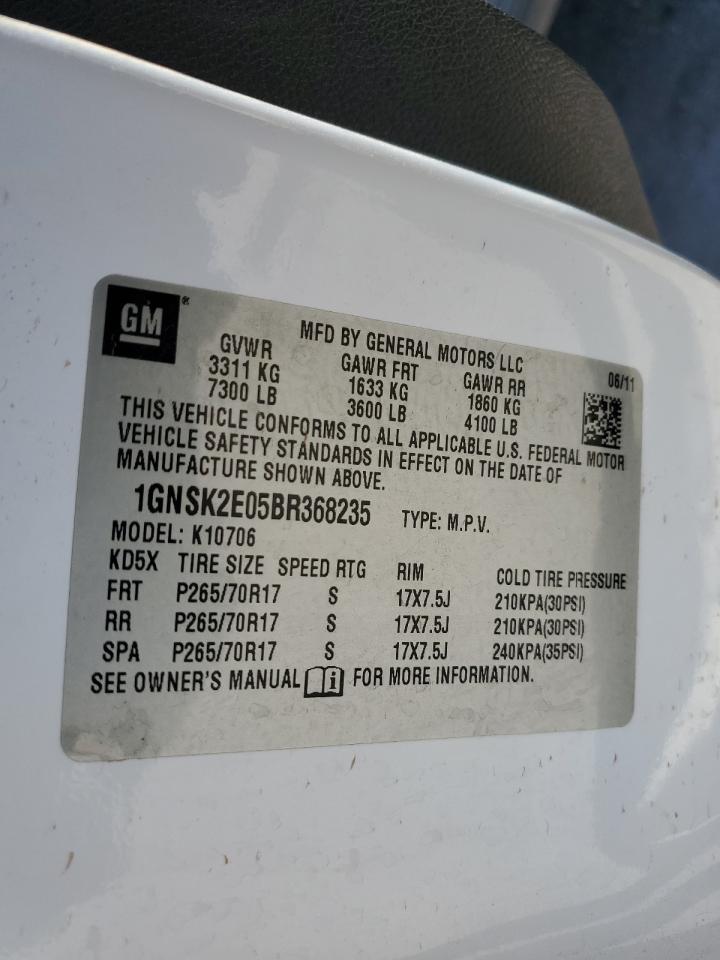 GM ®
MFD BY GENERAL MOTORS LLC
06/11
GVWR GAWR FRT GAWR RR
3311 KG 1633 KG 1860 KG
7300 LB 3600 LB 4100 LB
THIS VEHICLE CONFORMS TO ALL APPLICABLE U.S. FEDERAL MOTOR
VEHICLE SAFETY STANDARDS IN EFFECT ON THE DATE OF
MANUFACTURE SHOWN ABOVE.
1GNSK2E05BR368235 TYPE: M.P.V.
MODEL: K10706
KD5X TIRE SIZE SPEED RTG RIM COLD TIRE PRESSURE
FRT P265/70R17 S 17X7.5J 210KPA(30PSI)
RR P265/70R17 S 17X7.5J 210KPA(30PSI)
SPA P265/70R17 S 17X7.5J 240KPA(35PSI)
SEE OWNER'S MANUAL i FOR MORE INFORMATION.